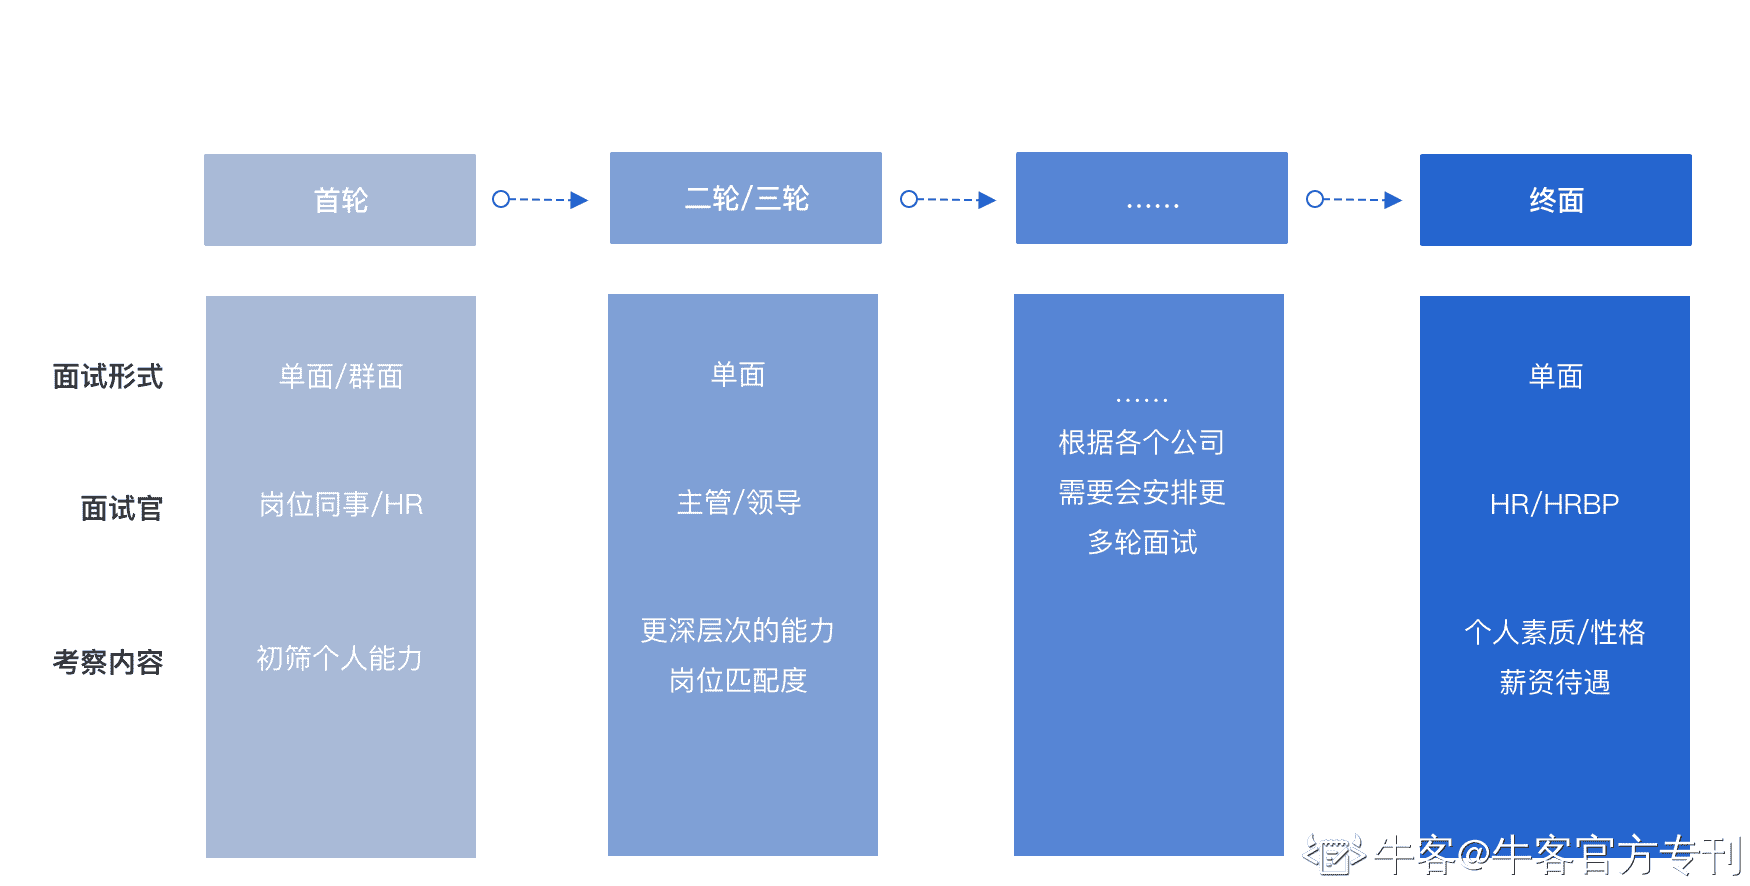 首轮
二轮/三轮
......
终面
面试形式
单面/群面
单面
......
根据各个公司
需要会安排更
多轮面试
单面
面试官
岗位同事/HR
主管/领导
HR/HRBP
考察内容
初筛个人能力
更深层次的能力
岗位匹配度
个人素质/性格
薪资待遇
牛客@牛客官方专刊